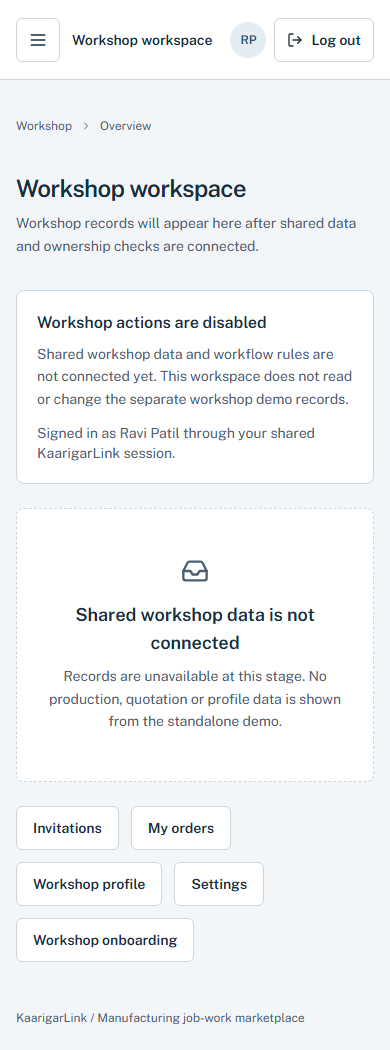 Workshop workspace
RP
Log out
Workshop
Overview
Workshop workspace
Workshop records will appear here after shared data
and ownership checks are connected.
Workshop actions are disabled
Shared workshop data and workflow rules are
not connected yet. This workspace does not read
or change the separate workshop demo records.
Signed in as Ravi Patil through your shared
KaarigarLink session.
Shared workshop data is not
connected
Records are unavailable at this stage. No
production, quotation or profile data is shown
from the standalone demo.
Invitations
My orders
Workshop profile
Settings
Workshop onboarding
KaarigarLink / Manufacturing job-work marketplace